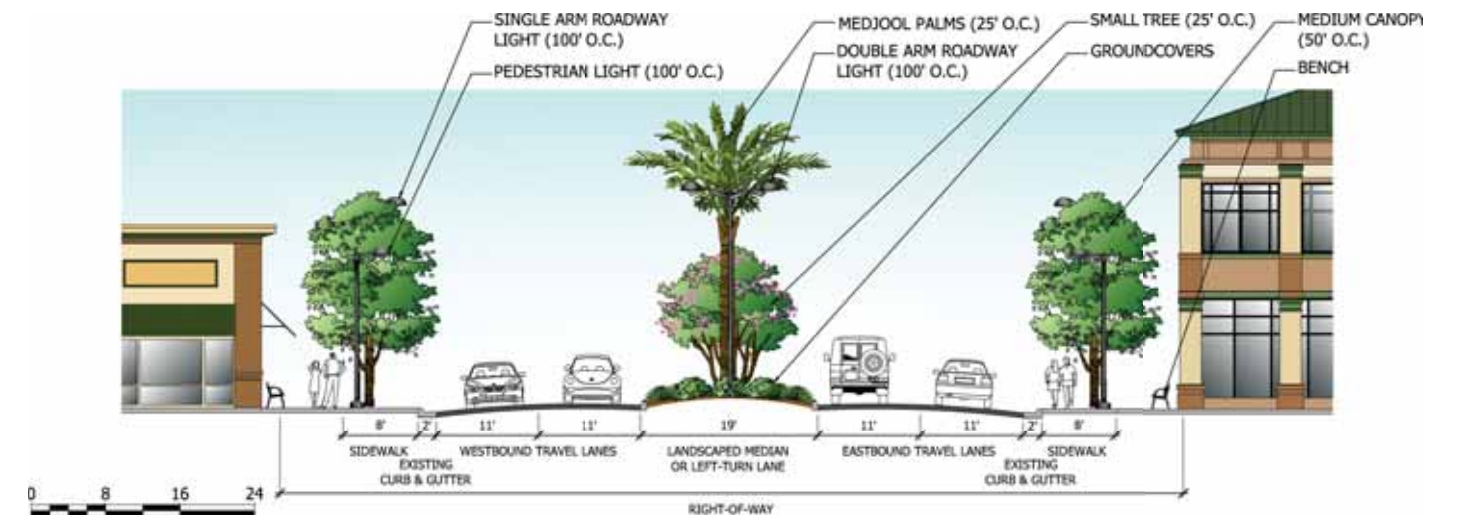 SINGLE ARM ROADWAY
LIGHT (100' O.C.)
PEDESTRIAN LIGHT (100' O.C.)
MEDJOOL PALMS (25' O.C.)
DOUBLE ARM ROADWAY
LIGHT (100' O.C.)
SMALL TREE (25' O.C.)
GROUNDCOVERS
MEDIUM CANOPY
(50' O.C.)
BENCH
8' 2' 11' 11' 19' 11' 11' 2' 8'
SIDEWALK
EXISTING
CURB & GUTTER
WESTBOUND TRAVEL LANES
LANDSCAPED MEDIAN
OR LEFT-TURN LANE
EASTBOUND TRAVEL LANES
EXISTING
CURB & GUTTER
SIDEWALK
0 8 16 24
RIGHT-OF-WAY